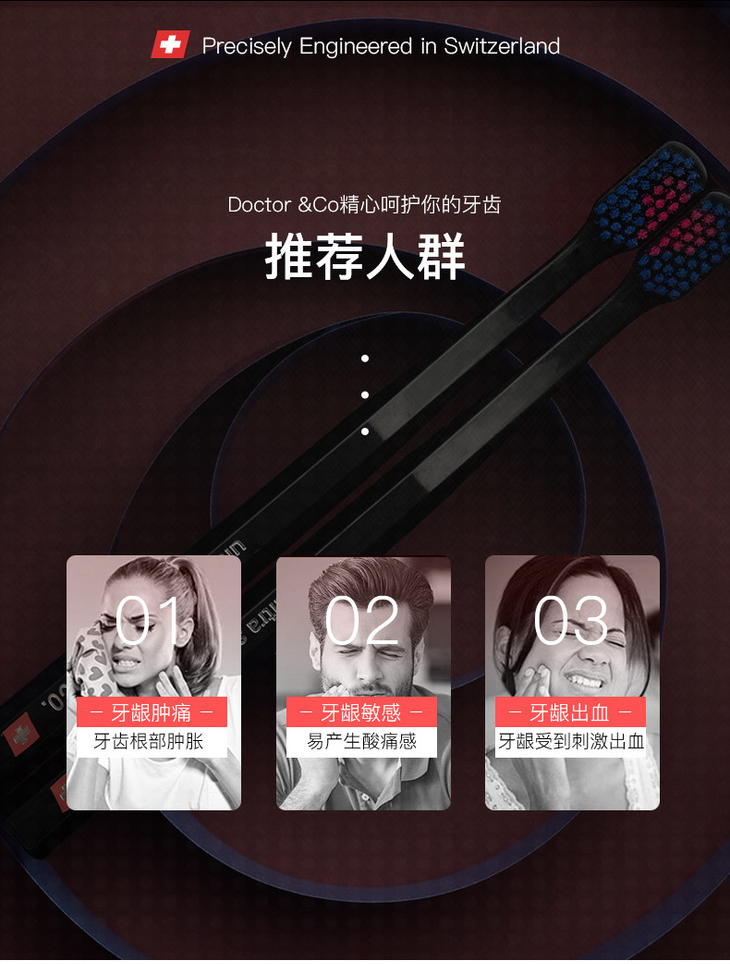 Precisely Engineered in Switzerland
Doctor &Co精心呵护你的牙齿
推荐人群
01
牙龈肿痛
牙齿根部肿胀
02
牙龈敏感
易产生酸痛感
03
牙龈出血
牙龈受到刺激出血